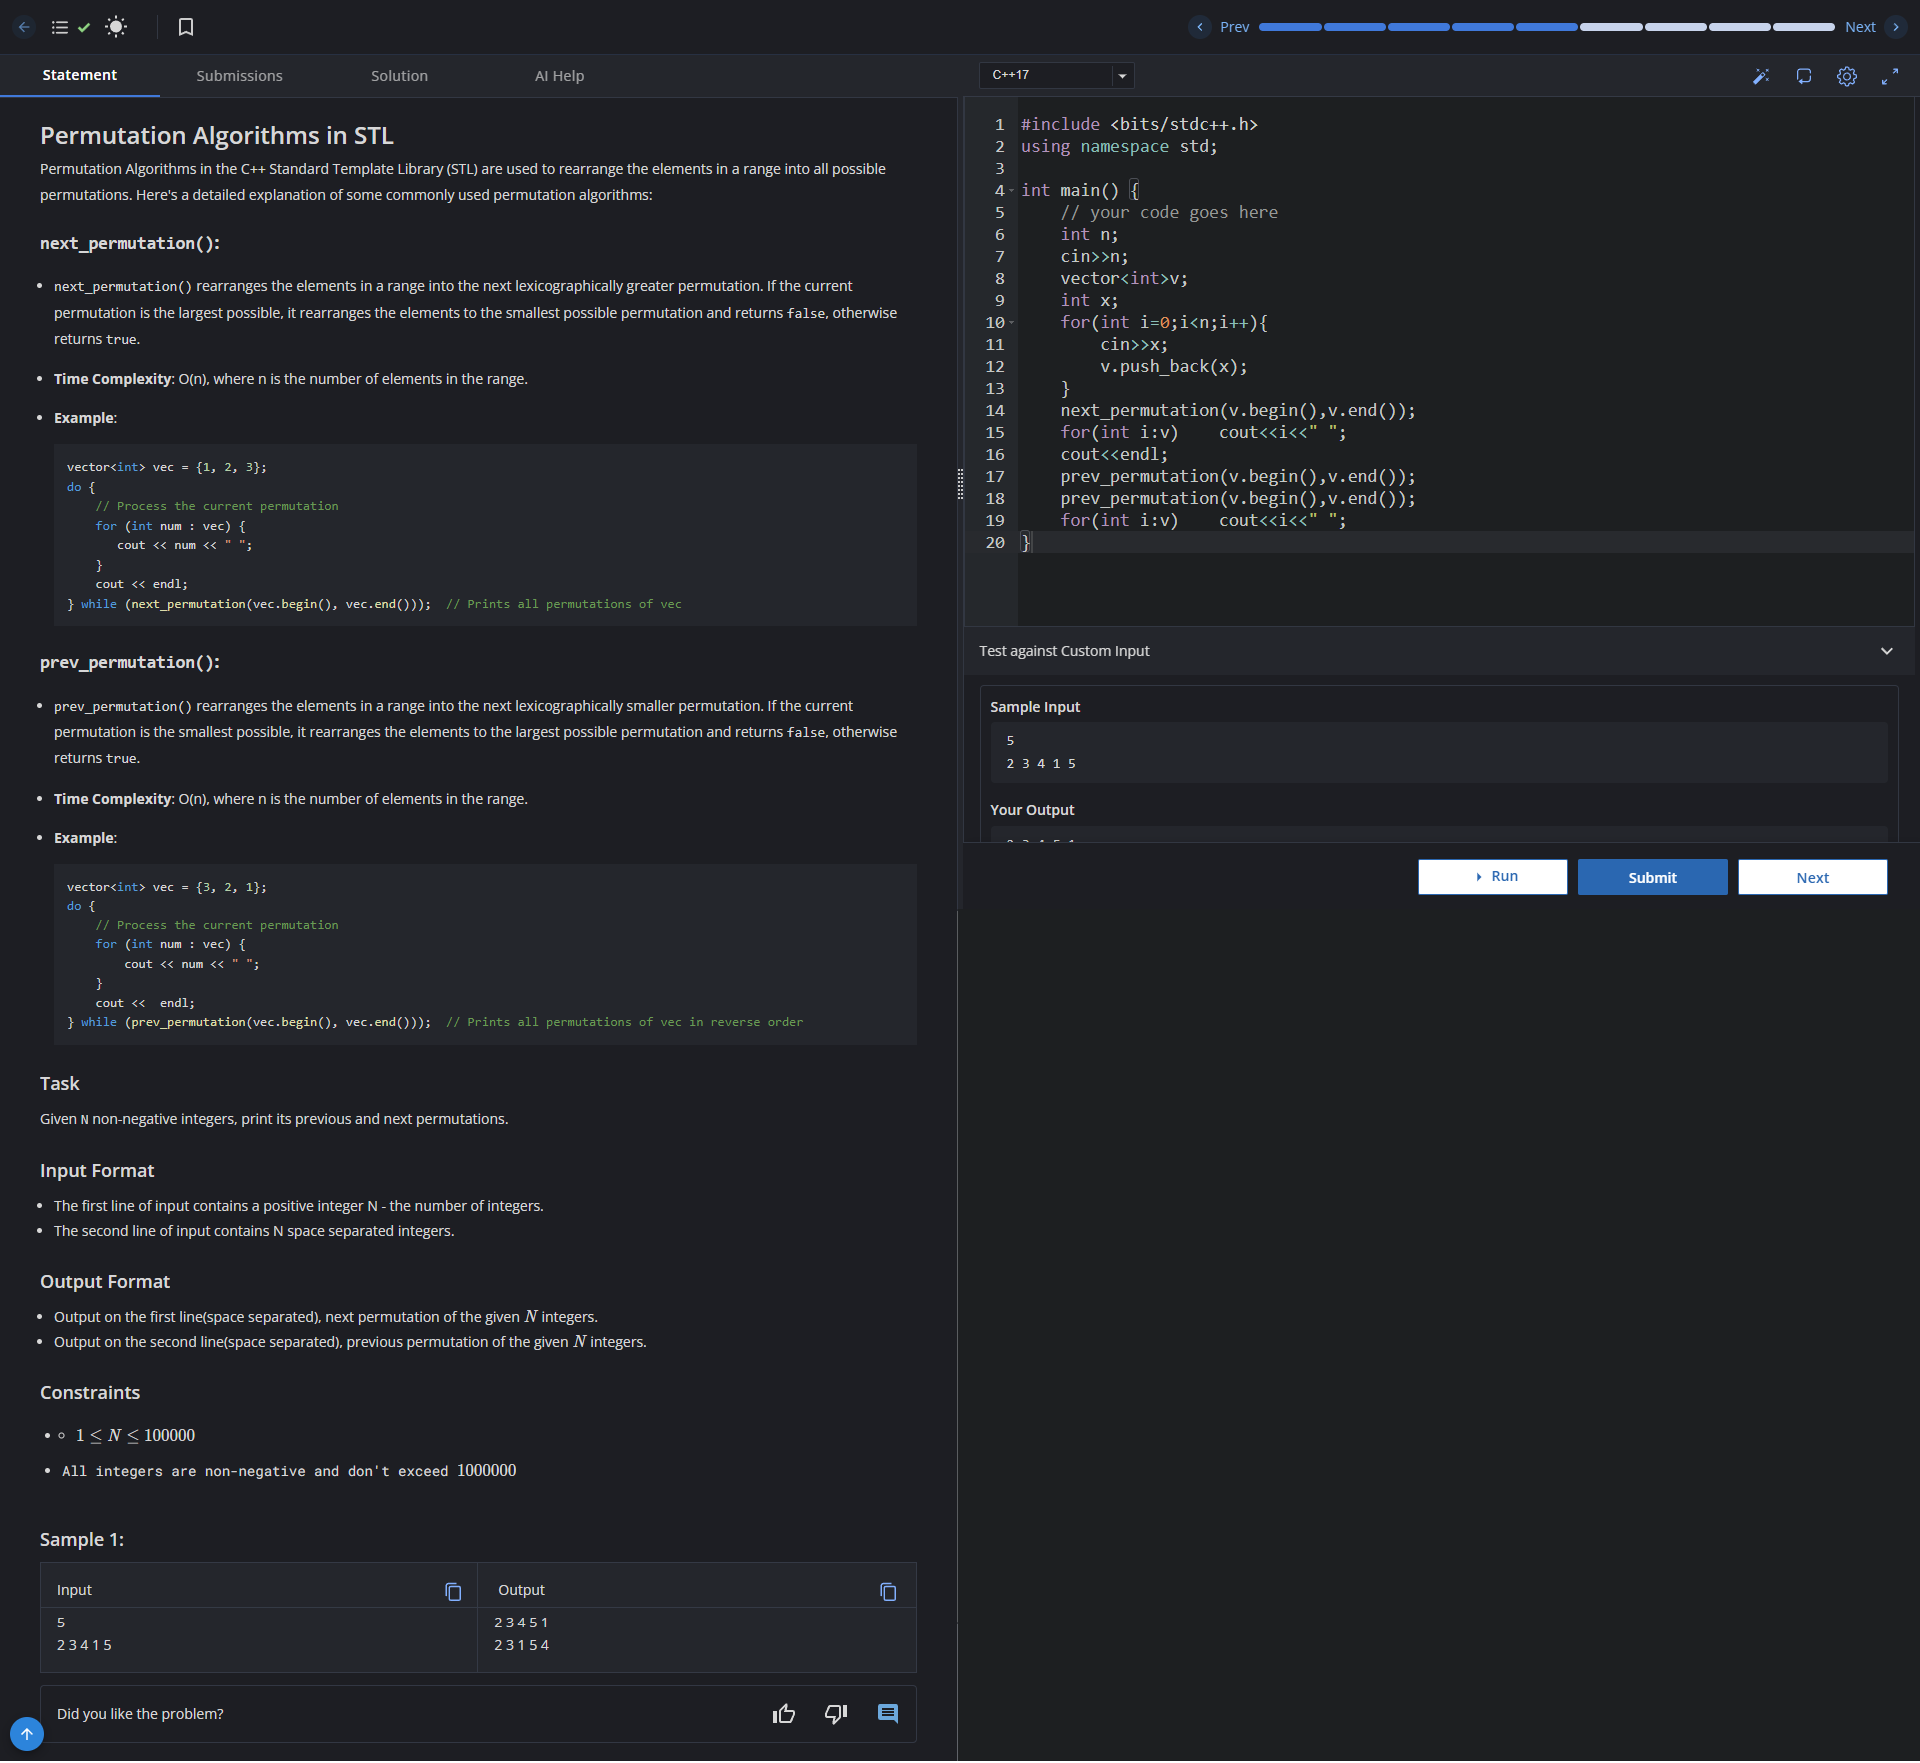 Prev
Next
Statement
Submissions
Solution
AI Help
Permutation Algorithms in STL
Permutation Algorithms in the C++ Standard Template Library (STL) are used to rearrange the elements in a range into all possible
permutations. Here's a detailed explanation of some commonly used permutation algorithms:
next_permutation():
next_permutation() rearranges the elements in a range into the next lexicographically greater permutation. If the current
permutation is the largest possible, it rearranges the elements to the smallest possible permutation and returns false, otherwise
returns true.
Time Complexity: O(n), where n is the number of elements in the range.
Example:
vector<int> vec = {1, 2, 3};
do {
    // Process the current permutation
    for (int num : vec) {
       cout << num << " ";
    }
    cout << endl;
} while (next_permutation(vec.begin(), vec.end()));  // Prints all permutations of vec
prev_permutation():
prev_permutation() rearranges the elements in a range into the next lexicographically smaller permutation. If the current
permutation is the smallest possible, it rearranges the elements to the largest possible permutation and returns false, otherwise
returns true.
Time Complexity: O(n), where n is the number of elements in the range.
Example:
vector<int> vec = {3, 2, 1};
do {
    // Process the current permutation
    for (int num : vec) {
        cout << num << " ";
    }
    cout <<  endl;
} while (prev_permutation(vec.begin(), vec.end()));  // Prints all permutations of vec in reverse order
Task
Given N non-negative integers, print its previous and next permutations.
Input Format
The first line of input contains a positive integer N - the number of integers.
The second line of input contains N space separated integers.
Output Format
Output on the first line(space separated), next permutation of the given N integers.
Output on the second line(space separated), previous permutation of the given N integers.
Constraints
1 ≤ N ≤ 100000
All integers are non-negative and don't exceed 1000000
Sample 1:
Input
Output
5
2 3 4 1 5
2 3 4 5 1
2 3 1 5 4
Did you like the problem?
C++17
1 #include <bits/stdc++.h>
2 using namespace std;
3
4 int main() {
5     // your code goes here
6     int n;
7     cin>>n;
8     vector<int>v;
9     int x;
10     for(int i=0;i<n;i++){
11         cin>>x;
12         v.push_back(x);
13     }
14     next_permutation(v.begin(),v.end());
15     for(int i:v)    cout<<i<<" ";
16     cout<<endl;
17     prev_permutation(v.begin(),v.end());
18     prev_permutation(v.begin(),v.end());
19     for(int i:v)    cout<<i<<" ";
20 }
Test against Custom Input
Sample Input
5
2 3 4 1 5
Your Output
Run
Submit
Next